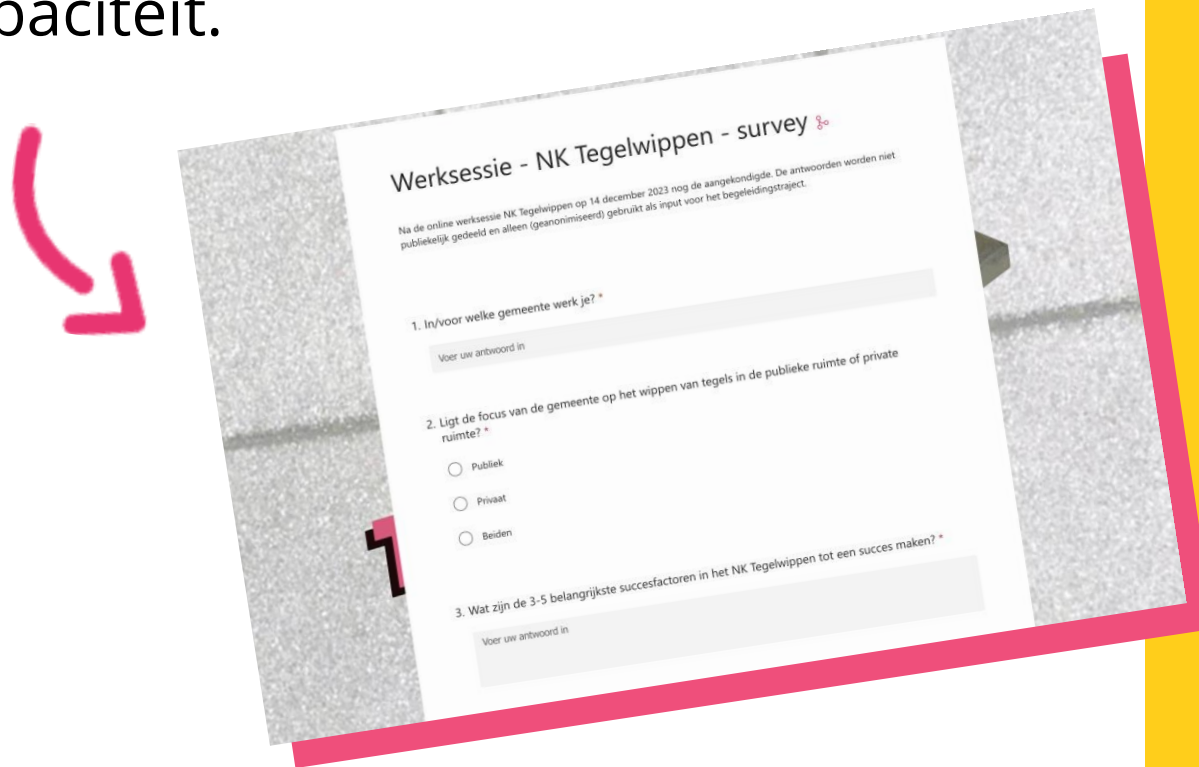 paciteit.
Werksessie - NK Tegelwippen - survey
Na de online werksessie NK Tegelwippen op 14 december 2023 nog de aangekondigde. De antwoorden worden niet
publiekelijk gedeeld en alleen (geanonimiseerd) gebruikt als input voor het begeleidingstraject.
1. In/voor welke gemeente werk je? *
Voer uw antwoord in
2. Ligt de focus van de gemeente op het wippen van tegels in de publieke ruimte of private
ruimte? *
Publiek
Privaat
Beiden
3. Wat zijn de 3-5 belangrijkste succesfactoren in het NK Tegelwippen tot een succes maken? *
Voer uw antwoord in